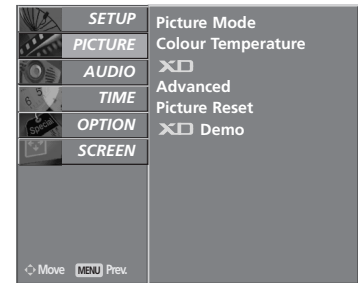 SETUP
PICTURE
AUDIO
TIME
OPTION
SCREEN
Move MENU Prev.
Picture Mode
Colour Temperature
XD
Advanced
Picture Reset
XD Demo